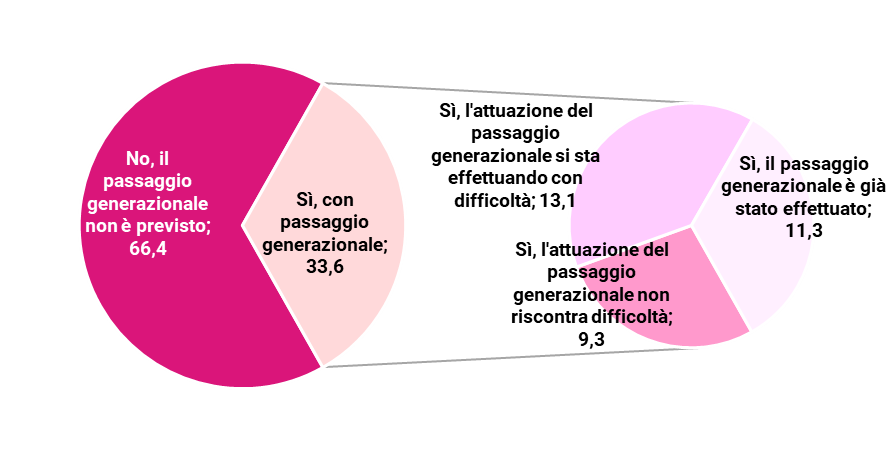 No, il
passaggio
generazionale
non è previsto;
66,4
Sì, con
passaggio
generazionale;
33,6
Sì, l'attuazione del
passaggio
generazionale si sta
effettuando con
difficoltà; 13,1
Sì, l'attuazione del
passaggio
generazionale non
riscontra difficoltà;
9,3
Sì, il passaggio
generazionale è già
stato effettuato;
11,3